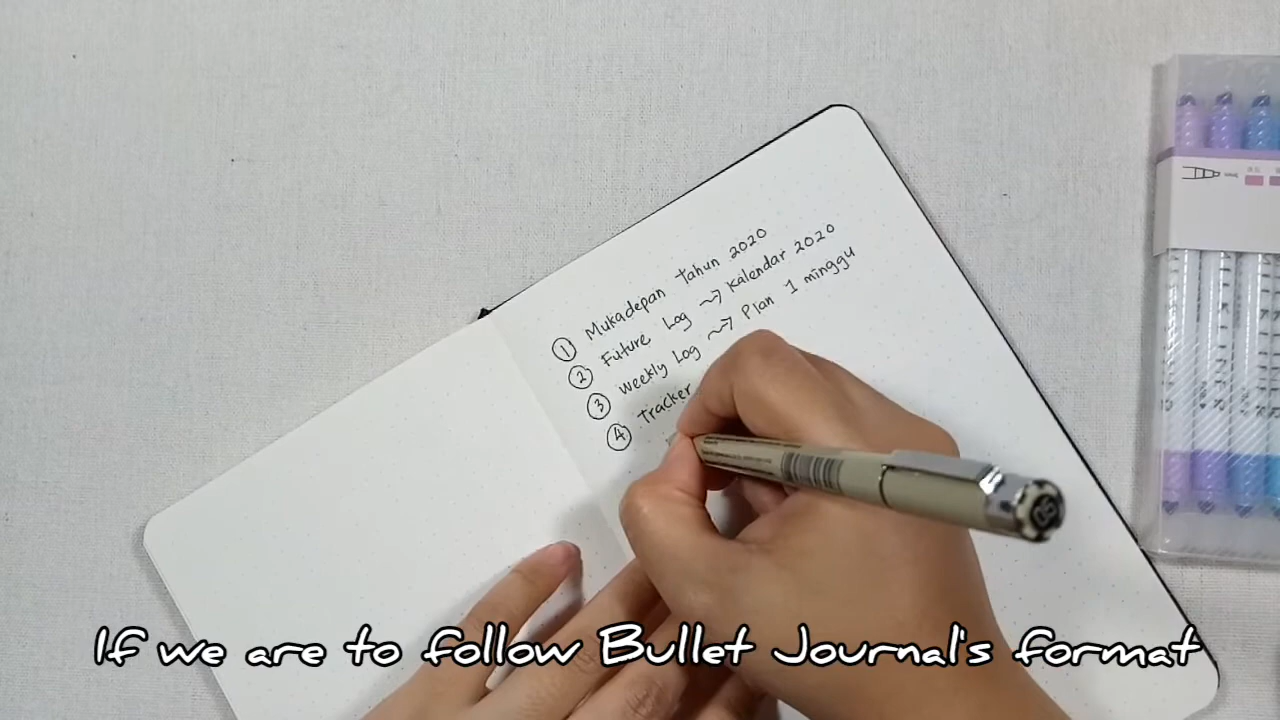 ① Mukadepan Tahun 2020
② Future Log ~> Kalendar 2020
③ Weekly Log ~> Plan 1 minggu
④ Tracker
If we are to follow Bullet Journal's format
05